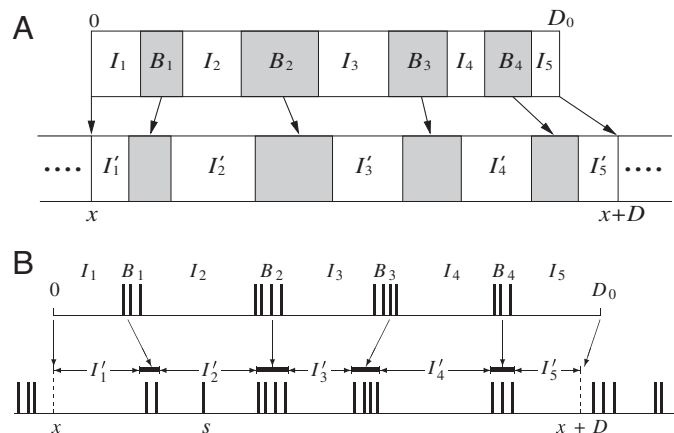 A
0 D₀
I₁ B₁ I₂ B₂ I₃ B₃ I₄ B₄ I₅
.... I′₁ I′₂ I′₃ I′₄ I′₅ ....
x x+D
B
I₁ B₁ I₂ B₂ I₃ B₃ I₄ B₄ I₅
0 D₀
I′₁ I′₂ I′₃ I′₄ I′₅
x s x + D